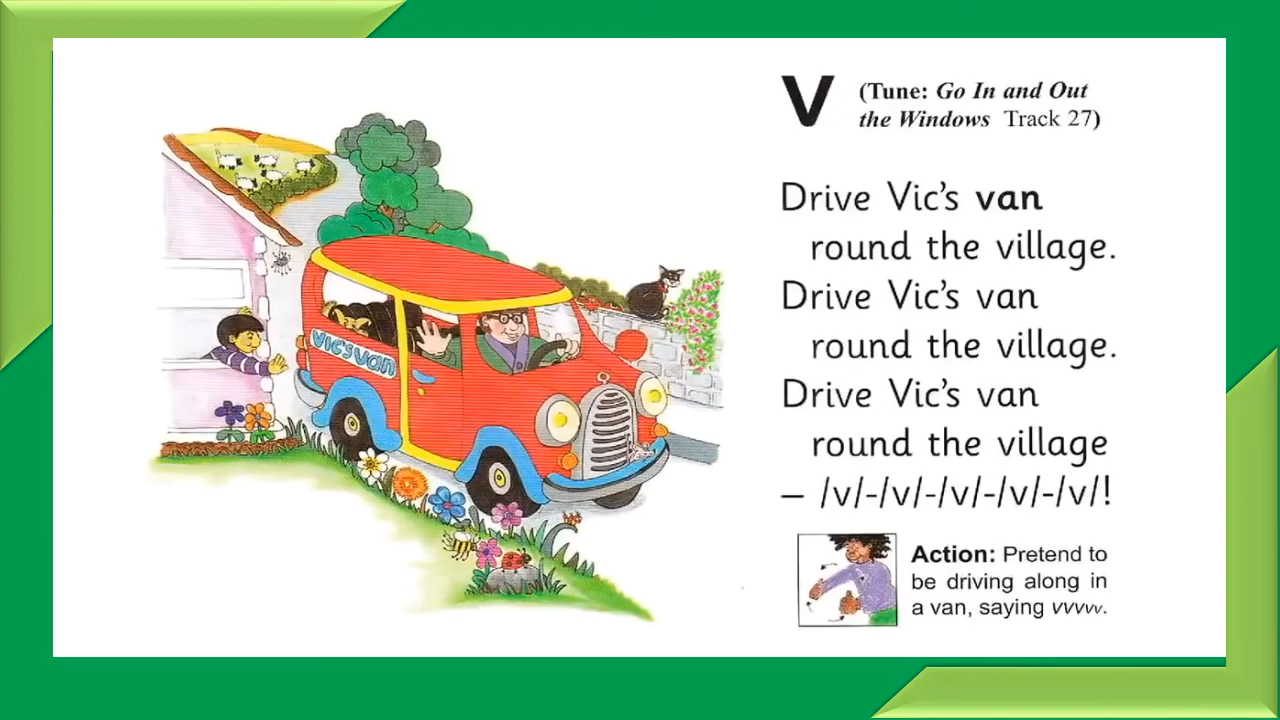 v
(Tune: Go In and Out
the Windows Track 27)
Drive Vic's van
round the village.
Drive Vic's van
round the village.
Drive Vic's van
round the village
– /v/-/v/-/v/-/v/-/v/!
Action: Pretend to
be driving along in
a van, saying vvvvv.
Vic's van